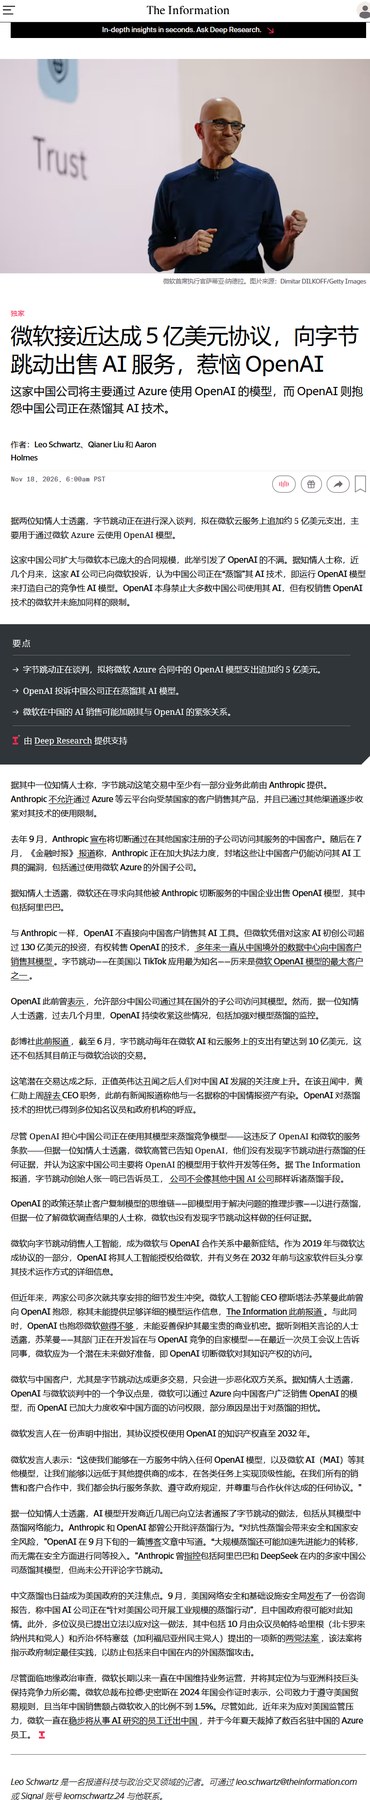 The Information
In-depth insights in seconds. Ask Deep Research.
Trust
微软首席执行官萨蒂亚·纳德拉。图片来源：Dimitar DILKOFF/Getty Images
独家
微软接近达成 5 亿美元协议，向字节
跳动出售 AI 服务，惹恼 OpenAI
这家中国公司将主要通过 Azure 使用 OpenAI 的模型，而 OpenAI 则抱
怨中国公司正在蒸馏其 AI 技术。
作者：Leo Schwartz、Qianer Liu 和 Aaron
Holmes
Nov 18, 2026, 6:00am PST
据两位知情人士透露，字节跳动正在进行深入谈判，拟在微软云服务上追加约 5 亿美元支出，主
要用于通过微软 Azure 云使用 OpenAI 模型。
这家中国公司扩大与微软本已庞大的合同规模，此举引发了 OpenAI 的不满。据知情人士称，近
几个月来，这家 AI 公司已向微软投诉，认为中国公司正在“蒸馏”其 AI 技术，即运行 OpenAI 模型
来打造自己的竞争性 AI 模型。OpenAI 本身禁止大多数中国公司使用其 AI，但有权销售 OpenAI
技术的微软并未施加同样的限制。
要点
→ 字节跳动正在谈判，拟将微软 Azure 合同中的 OpenAI 模型支出追加约 5 亿美元。
→ OpenAI 投诉中国公司正在蒸馏其 AI 模型。
→ 微软在中国的 AI 销售可能加剧其与 OpenAI 的紧张关系。
由 Deep Research 提供支持
据其中一位知情人士称，字节跳动这笔交易中至少有一部分业务此前由 Anthropic 提供。
Anthropic 不允许通过 Azure 等云平台向受禁国家的客户销售其产品，并且已通过其他渠道逐步收
紧对其技术的使用限制。
去年 9 月，Anthropic 宣布将切断通过在其他国家注册的子公司访问其服务的中国客户。随后在 7
月，《金融时报》报道称，Anthropic 正在加大执法力度，封堵这些让中国客户仍能访问其 AI 工
具的漏洞，包括通过使用微软 Azure 的外国子公司。
据知情人士透露，微软还在寻求向其他被 Anthropic 切断服务的中国企业出售 OpenAI 模型，其中
包括阿里巴巴。
与 Anthropic 一样，OpenAI 不直接向中国客户销售其 AI 工具。但微软凭借对这家 AI 初创公司超
过 130 亿美元的投资，有权转售 OpenAI 的技术，多年来一直从中国境外的数据中心向中国客户
销售其模型。字节跳动——在美国以 TikTok 应用最为知名——历来是微软 OpenAI 模型的最大客户
之一。
OpenAI 此前曾表示，允许部分中国公司通过其在国外的子公司访问其模型。然而，据一位知情
人士透露，过去几个月里，OpenAI 持续收紧这些情况，包括加强对模型蒸馏的监控。
彭博社此前报道，截至 6 月，字节跳动每年在微软 AI 和云服务上的支出有望达到 10 亿美元，这
还不包括其目前正与微软洽谈的交易。
这笔潜在交易达成之际，正值英伟达丑闻之后人们对中国 AI 发展的关注度上升。在该丑闻中，黄
仁勋上周辞去 CEO 职务，此前有新闻报道称他与一名据称的中国情报资产有染。OpenAI 对蒸馏
技术的担忧已得到多位知名议员和政府机构的呼应。
尽管 OpenAI 担心中国公司正在使用其模型来蒸馏竞争模型——这违反了 OpenAI 和微软的服务
条款——但据一位知情人士透露，微软高管已告知 OpenAI，他们没有发现字节跳动进行蒸馏的任
何证据，并认为这家中国公司主要将 OpenAI 的模型用于软件开发等任务。据 The Information
报道，字节跳动创始人张一鸣已告诉员工，公司不会像其他中国 AI 公司那样诉诸蒸馏手段。
OpenAI 的政策还禁止客户复制模型的思维链——即模型用于解决问题的推理步骤——以进行蒸馏，
但据一位了解微软调查结果的人士称，微软也没有发现字节跳动这样做的任何证据。
微软向字节跳动销售人工智能，成为微软与 OpenAI 合作关系中最新症结。作为 2019 年与微软达
成协议的一部分，OpenAI 将其人工智能授权给微软，并有义务在 2032 年前与这家软件巨头分享
其技术运作方式的详细信息。
但近年来，两家公司多次就共享安排的细节发生冲突。微软人工智能 CEO 穆斯塔法·苏莱曼此前曾
向 OpenAI 抱怨，称其未能提供足够详细的模型运作信息，The Information 此前报道。与此同
时，OpenAI 也抱怨微软做得不够，未能妥善保护其最宝贵的商业机密。据听到相关言论的人士
透露，苏莱曼——其部门正在开发旨在与 OpenAI 竞争的自家模型——在最近一次员工会议上告诉
同事，微软应为一个潜在未来做好准备，即 OpenAI 切断微软对其知识产权的访问。
微软与中国客户，尤其是字节跳动达成更多交易，只会进一步恶化双方关系。据知情人士透露，
OpenAI 与微软谈判中的一个争议点是，微软可以通过 Azure 向中国客户广泛销售 OpenAI 的模
型，而 OpenAI 已加大力度收窄中国方面的访问权限，部分原因是出于对蒸馏的担忧。
微软发言人在一份声明中指出，其协议授权使用 OpenAI 的知识产权直至 2032 年。
微软发言人表示：“这使我们能够在一方服务中纳入任何 OpenAI 模型，以及微软 AI（MAI）等其
他模型，让我们能够以远低于其他提供商的成本，在各类任务上实现顶级性能。在我们所有的销
售和客户合作中，我们都会执行服务条款、遵守政府规定，并尊重与合作伙伴达成的任何协议。”
据一位知情人士透露，AI 模型开发商近几周已向立法者通报了字节跳动的做法，包括从其模型中
蒸馏网络能力。Anthropic 和 OpenAI 都曾公开批评蒸馏行为。“对抗性蒸馏会带来安全和国家安
全风险，”OpenAI 在 9 月下旬的一篇博客文章中写道。“大规模蒸馏还可能加速先进能力的转移，
而无需在安全方面进行同等投入。”Anthropic 曾指控包括阿里巴巴和 DeepSeek 在内的多家中国公
司蒸馏其模型，但尚未公开评论字节跳动。
中文蒸馏也日益成为美国政府的关注焦点。9 月，美国网络安全和基础设施安全局发布了一份咨询
报告，称中国 AI 公司正在“针对美国公司开展工业规模的蒸馏行动”，且中国政府很可能对此知
情。此外，多位议员已提出立法以应对这一做法，其中包括 10 月由众议员帕特·哈里根（北卡罗来
纳州共和党人）和乔治·怀特塞兹（加利福尼亚州民主党人）提出的一项新的两党法案，该法案将
指示政府制定最佳实践，以防止包括来自中国在内的外国蒸馏攻击。
尽管面临地缘政治审查，微软长期以来一直在中国维持业务运营，并将其定位为与亚洲科技巨头
保持竞争力所必需。微软总裁布拉德·史密斯在 2024 年国会作证时表示，公司致力于遵守美国贸
易规则，且当年中国销售额占微软收入的比例不到 1.5%。尽管如此，近年来为应对美国监管压
力，微软一直在稳步将从事 AI 研究的员工迁出中国，并于今年夏天裁掉了数百名驻中国的 Azure
员工。
Leo Schwartz 是一名报道科技与政治交叉领域的记者。可通过 leo.schwartz@theinformation.com
或 Signal 账号 leomschwartz.24 与他联系。